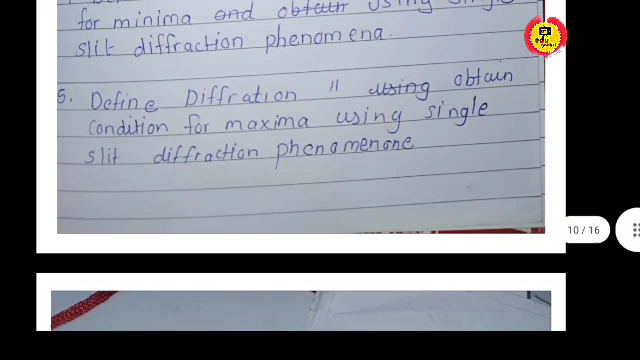 for minima and obtain using single
slit diffraction phenomena.
5. Define Diffration || using obtain
Condition for maxima using single
slit diffraction phenomenone
10 / 16
edu